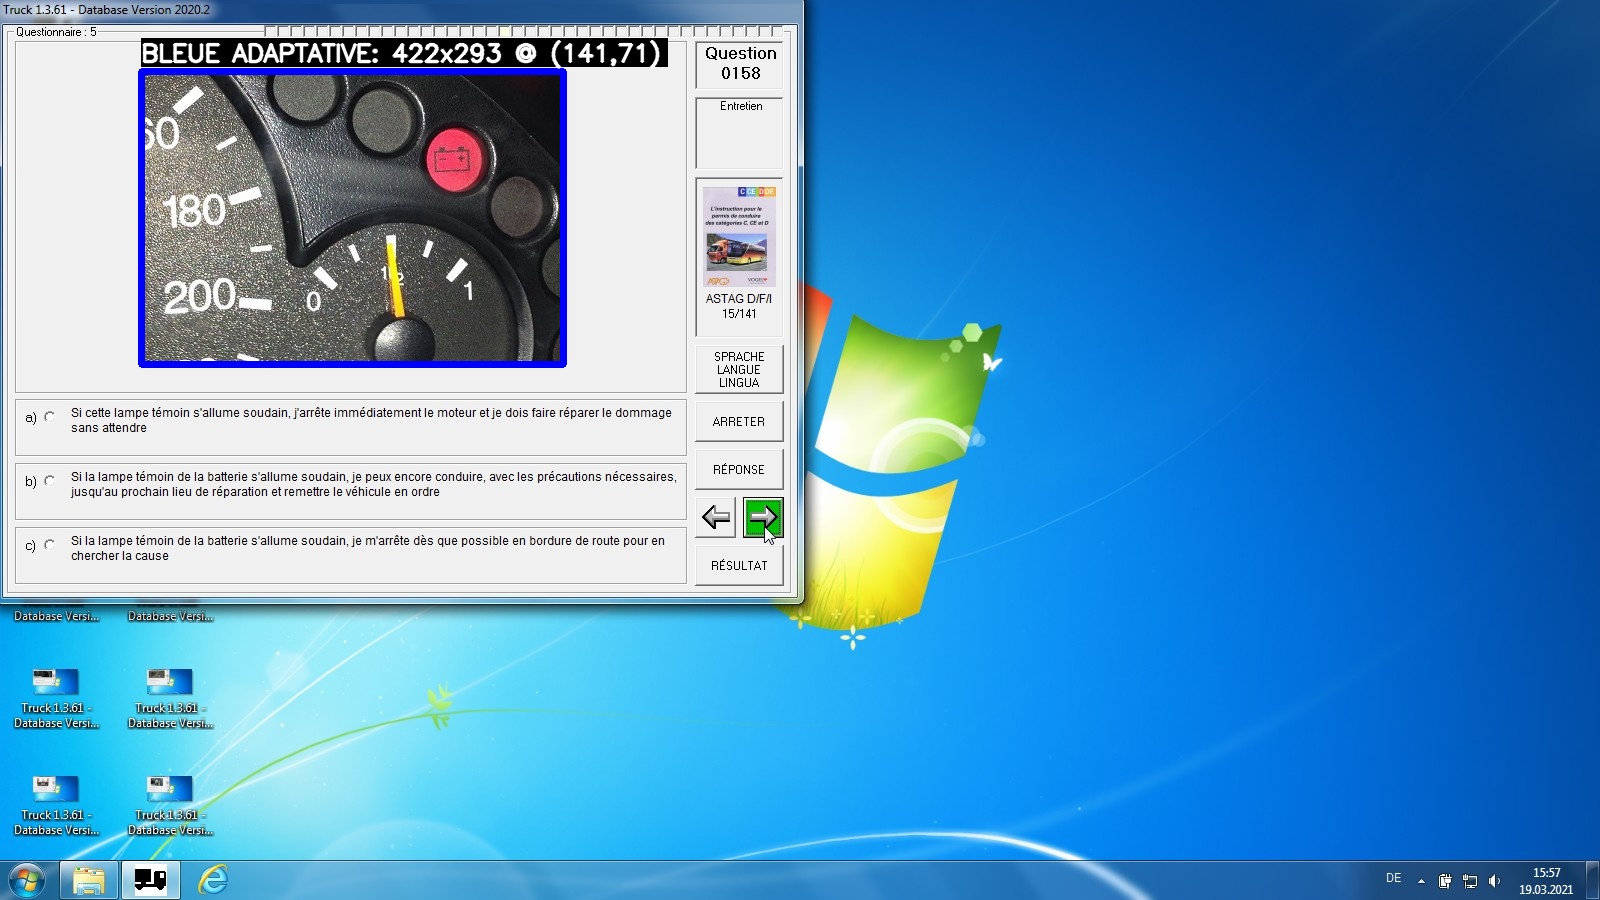 Truck 1.3.61 - Database Version 2020.2
Questionnaire : 5
BLEUE ADAPTATIVE: 422x293 @ (141,71)
Question
0158
Entretien
180
200
0
1
C CE D DE
L'instruction pour le
permis de conduire
des catégories C, CE et D
ASTAG D/F/I
15/141
SPRACHE
LANGUE
LINGUA
a) Si cette lampe témoin s'allume soudain, j'arrête immédiatement le moteur et je dois faire réparer le dommage
sans attendre
ARRETER
b) Si la lampe témoin de la batterie s'allume soudain, je peux encore conduire, avec les précautions nécessaires,
jusqu'au prochain lieu de réparation et remettre le véhicule en ordre
RÉPONSE
c) Si la lampe témoin de la batterie s'allume soudain, je m'arrête dès que possible en bordure de route pour en
chercher la cause
RÉSULTAT
Database Versi... Database Versi...
Truck 1.3.61 - Truck 1.3.61 -
Database Versi... Database Versi...
Truck 1.3.61 - Truck 1.3.61 -
Database Versi... Database Versi...
DE
15:57
19.03.2021